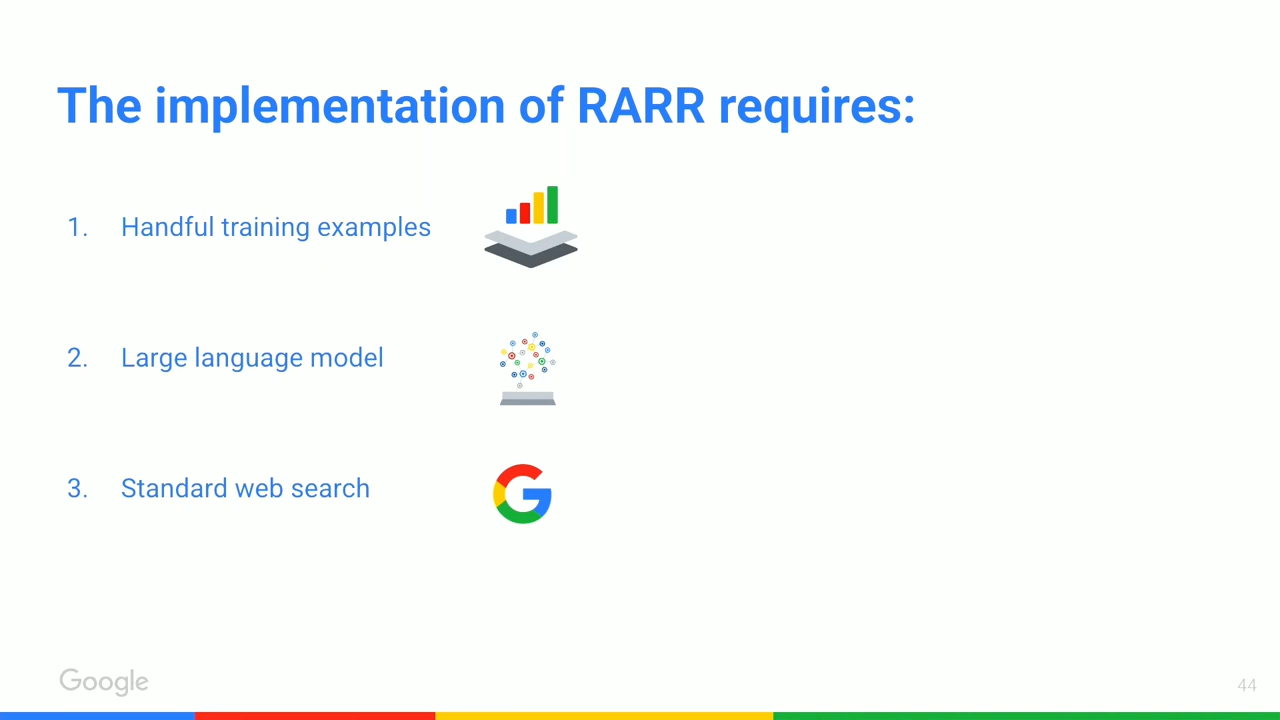 The implementation of RARR requires:
1. Handful training examples
2. Large language model
3. Standard web search
Google
44